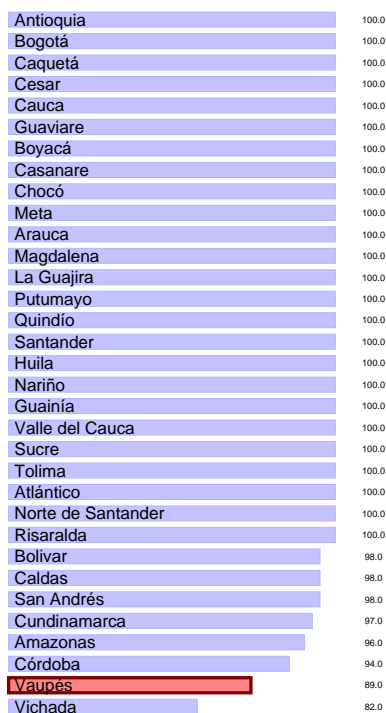 Antioquia 100.0
Bogotá 100.0
Caquetá 100.0
Cesar 100.0
Cauca 100.0
Guaviare 100.0
Boyacá 100.0
Casanare 100.0
Chocó 100.0
Meta 100.0
Arauca 100.0
Magdalena 100.0
La Guajira 100.0
Putumayo 100.0
Quindío 100.0
Santander 100.0
Huila 100.0
Nariño 100.0
Guainía 100.0
Valle del Cauca 100.0
Sucre 100.0
Tolima 100.0
Atlántico 100.0
Norte de Santander 100.0
Risaralda 100.0
Bolivar 98.0
Caldas 98.0
San Andrés 98.0
Cundinamarca 97.0
Amazonas 96.0
Córdoba 94.0
Vaupés 89.0
Vichada 82.0